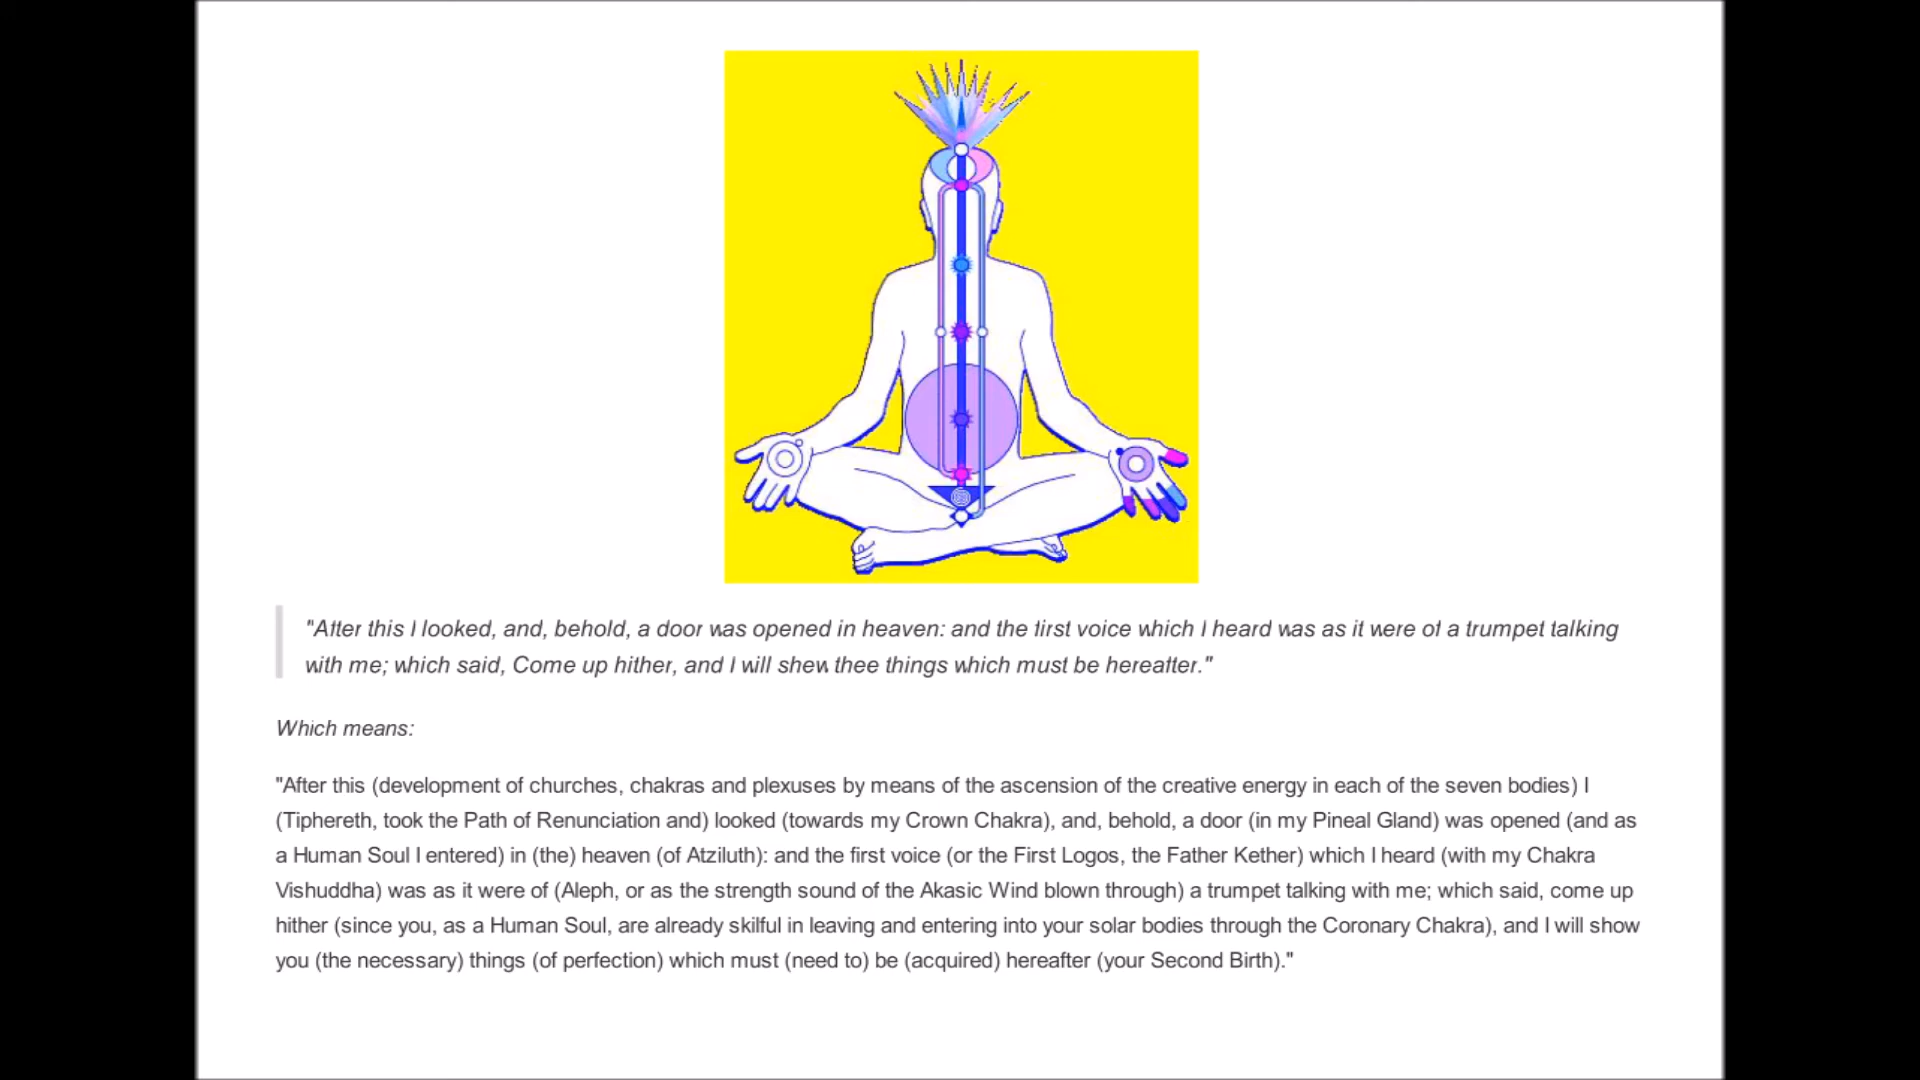 "After this I looked, and, behold, a door was opened in heaven: and the first voice which I heard was as it were of a trumpet talking
with me; which said, Come up hither, and I will shew thee things which must be hereafter."
Which means:
"After this (development of churches, chakras and plexuses by means of the ascension of the creative energy in each of the seven bodies) I
(Tiphereth, took the Path of Renunciation and) looked (towards my Crown Chakra), and, behold, a door (in my Pineal Gland) was opened (and as
a Human Soul I entered) in (the) heaven (of Atziluth): and the first voice (or the First Logos, the Father Kether) which I heard (with my Chakra
Vishuddha) was as it were of (Aleph, or as the strength sound of the Akasic Wind blown through) a trumpet talking with me; which said, come up
hither (since you, as a Human Soul, are already skilful in leaving and entering into your solar bodies through the Coronary Chakra), and I will show
you (the necessary) things (of perfection) which must (need to) be (acquired) hereafter (your Second Birth)."